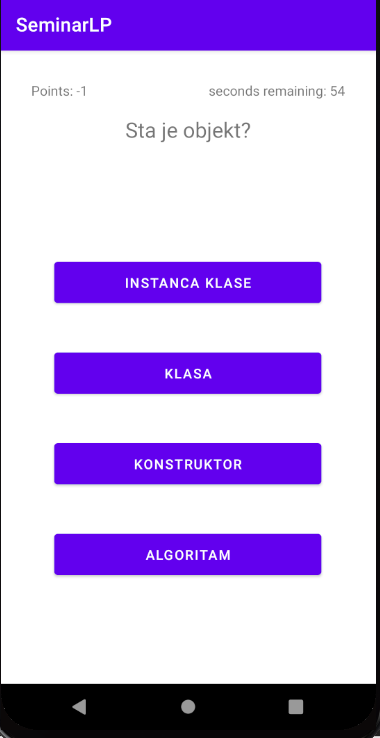 SeminarLP
Points: -1
seconds remaining: 54
Sta je objekt?
INSTANCA KLASE
KLASA
KONSTRUKTOR
ALGORITAM